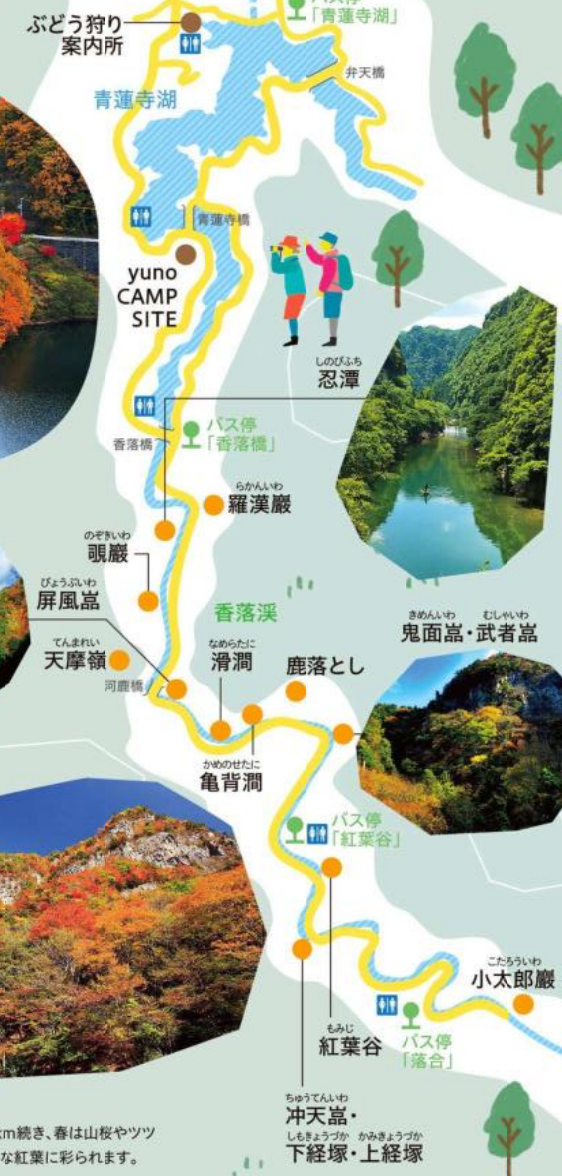 バス停
「青蓮寺湖」
ぶどう狩り
案内所
弁天橋
青蓮寺湖
青蓮寺橋
yuno
CAMP
SITE
しのびふち
忍潭
バス停
「香落橋」
香落橋
らかんいわ
羅漢巖
のぞきいわ
覗巖
びょうぶいわ
屏風嵓
香落渓
きめんいわ むしゃいわ
鬼面嵓・武者嵓
てんまれい
天摩嶺
なめらたに
滑澗
鹿落とし
河鹿橋
かめのせたに
亀背澗
バス停
「紅葉谷」
こたろういわ
小太郎巖
もみじ
紅葉谷
バス停
「落合」
ちゅうてんいわ
冲天嵓・
しもきょうづか かみきょうづか
下経塚・上経塚
km続き、春は山桜やツツ
な紅葉に彩られます。